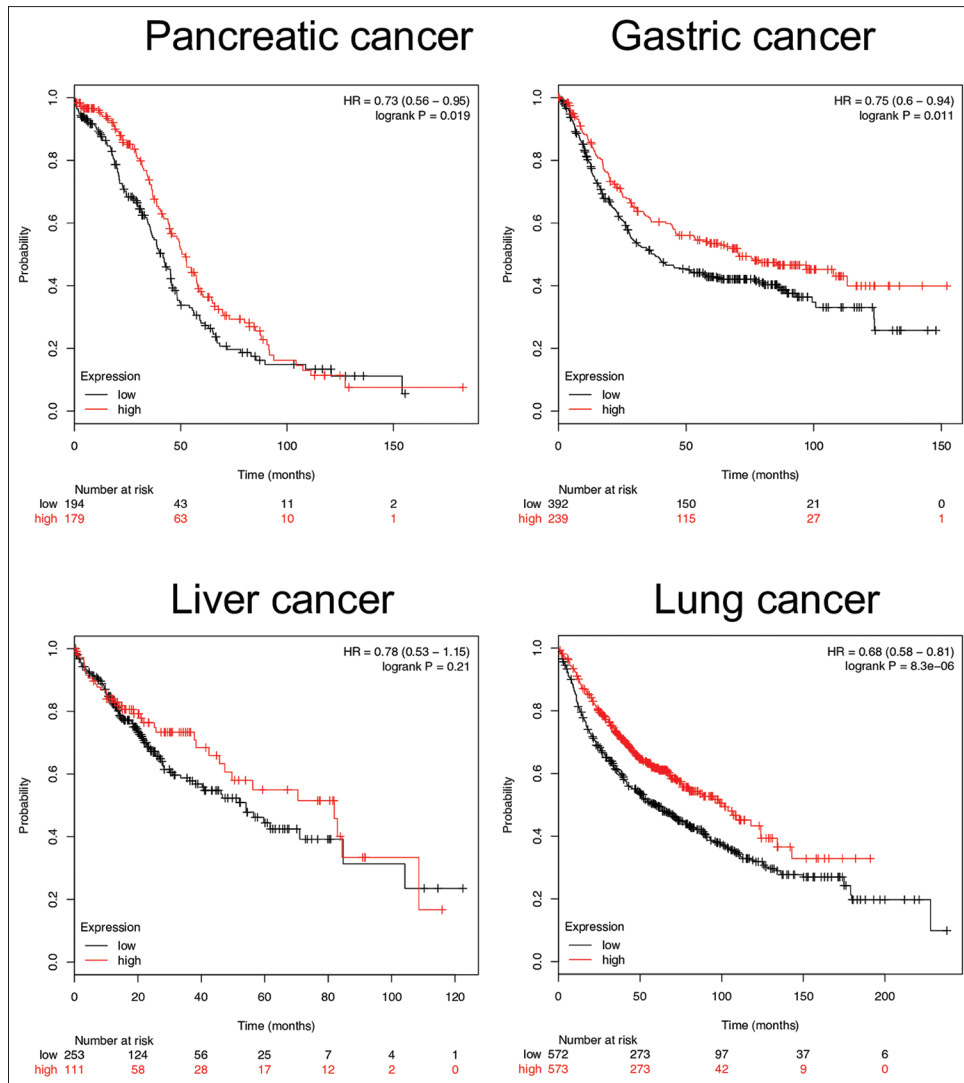 Pancreatic cancer
HR = 0.73 (0.56 − 0.95)
logrank P = 0.019
Probability
1.0
0.8
0.6
0.4
0.2
0.0
Expression
low
high
0 50 100 150
Time (months)
Number at risk
low 194 43 11 2
high 179 63 10 1
Gastric cancer
HR = 0.75 (0.6 − 0.94)
logrank P = 0.011
Probability
1.0
0.8
0.6
0.4
0.2
0.0
Expression
low
high
0 50 100 150
Time (months)
Number at risk
low 392 150 21 0
high 239 115 27 1
Liver cancer
HR = 0.78 (0.53 − 1.15)
logrank P = 0.21
Probability
1.0
0.8
0.6
0.4
0.2
0.0
Expression
low
high
0 20 40 60 80 100 120
Time (months)
Number at risk
low 253 124 56 25 7 4 1
high 111 58 28 17 12 2 0
Lung cancer
HR = 0.68 (0.58 − 0.81)
logrank P = 8.3e−06
Probability
1.0
0.8
0.6
0.4
0.2
0.0
Expression
low
high
0 50 100 150 200
Time (months)
Number at risk
low 572 273 97 37 6
high 573 273 42 9 0